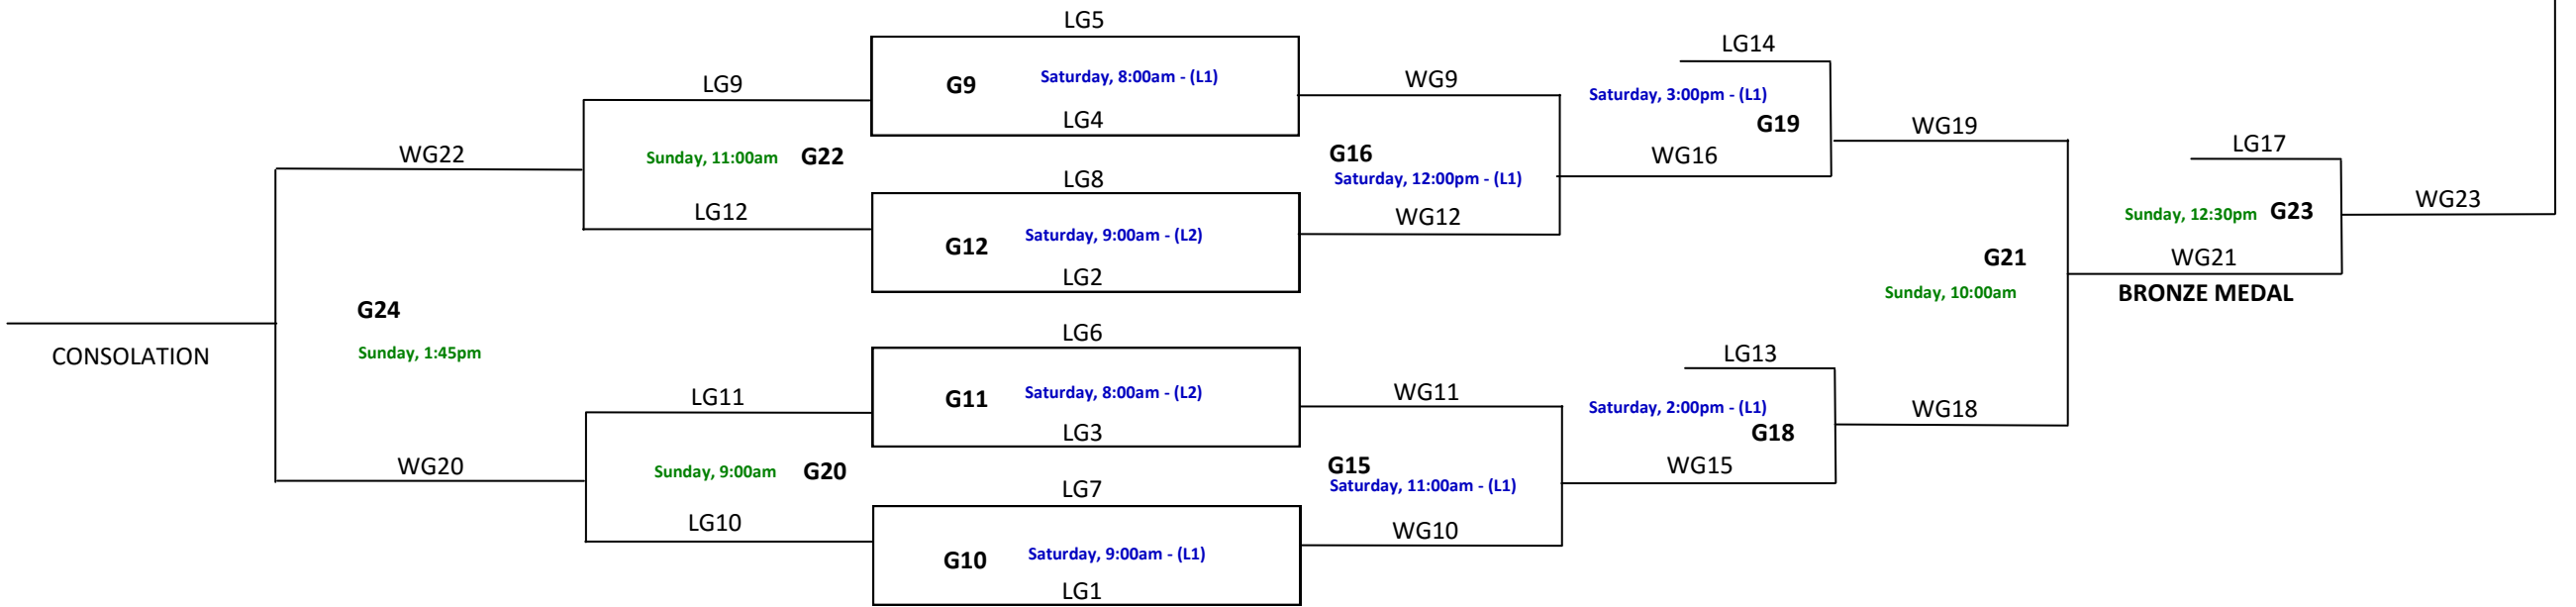 LG5
LG14
G9 Saturday, 8:00am - (L1)
LG9
WG9
Saturday, 3:00pm - (L1)
LG4
G19
WG19
LG17
WG22
Sunday, 11:00am G22
G16
WG16
LG8
Saturday, 12:00pm - (L1)
WG23
LG12
WG12
Sunday, 12:30pm G23
G12 Saturday, 9:00am - (L2)
G21
WG21
LG2
Sunday, 10:00am
BRONZE MEDAL
G24
LG6
CONSOLATION
Sunday, 1:45pm
LG13
LG11
G11 Saturday, 8:00am - (L2)
WG11
Saturday, 2:00pm - (L1)
WG18
LG3
G18
WG20
Sunday, 9:00am G20
G15
WG15
LG7
Saturday, 11:00am - (L1)
LG10
WG10
G10 Saturday, 9:00am - (L1)
LG1